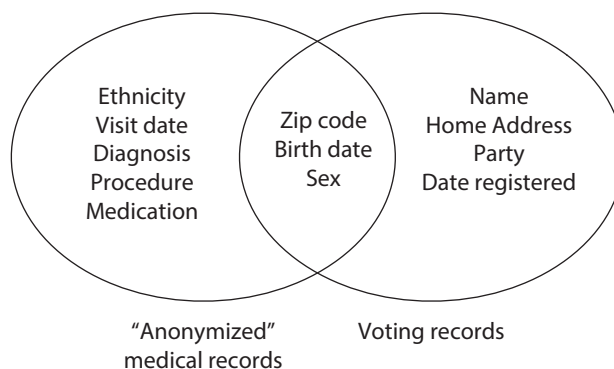 Ethnicity
Visit date
Diagnosis
Procedure
Medication
Zip code
Birth date
Sex
Name
Home Address
Party
Date registered
“Anonymized”
medical records
Voting records